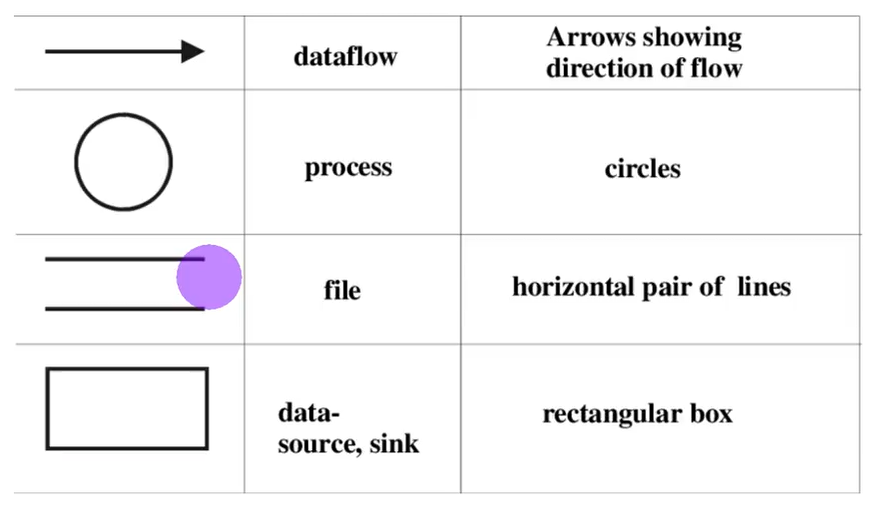 dataflow
Arrows showing
direction of flow
process
circles
file
horizontal pair of lines
data-
source, sink
rectangular box